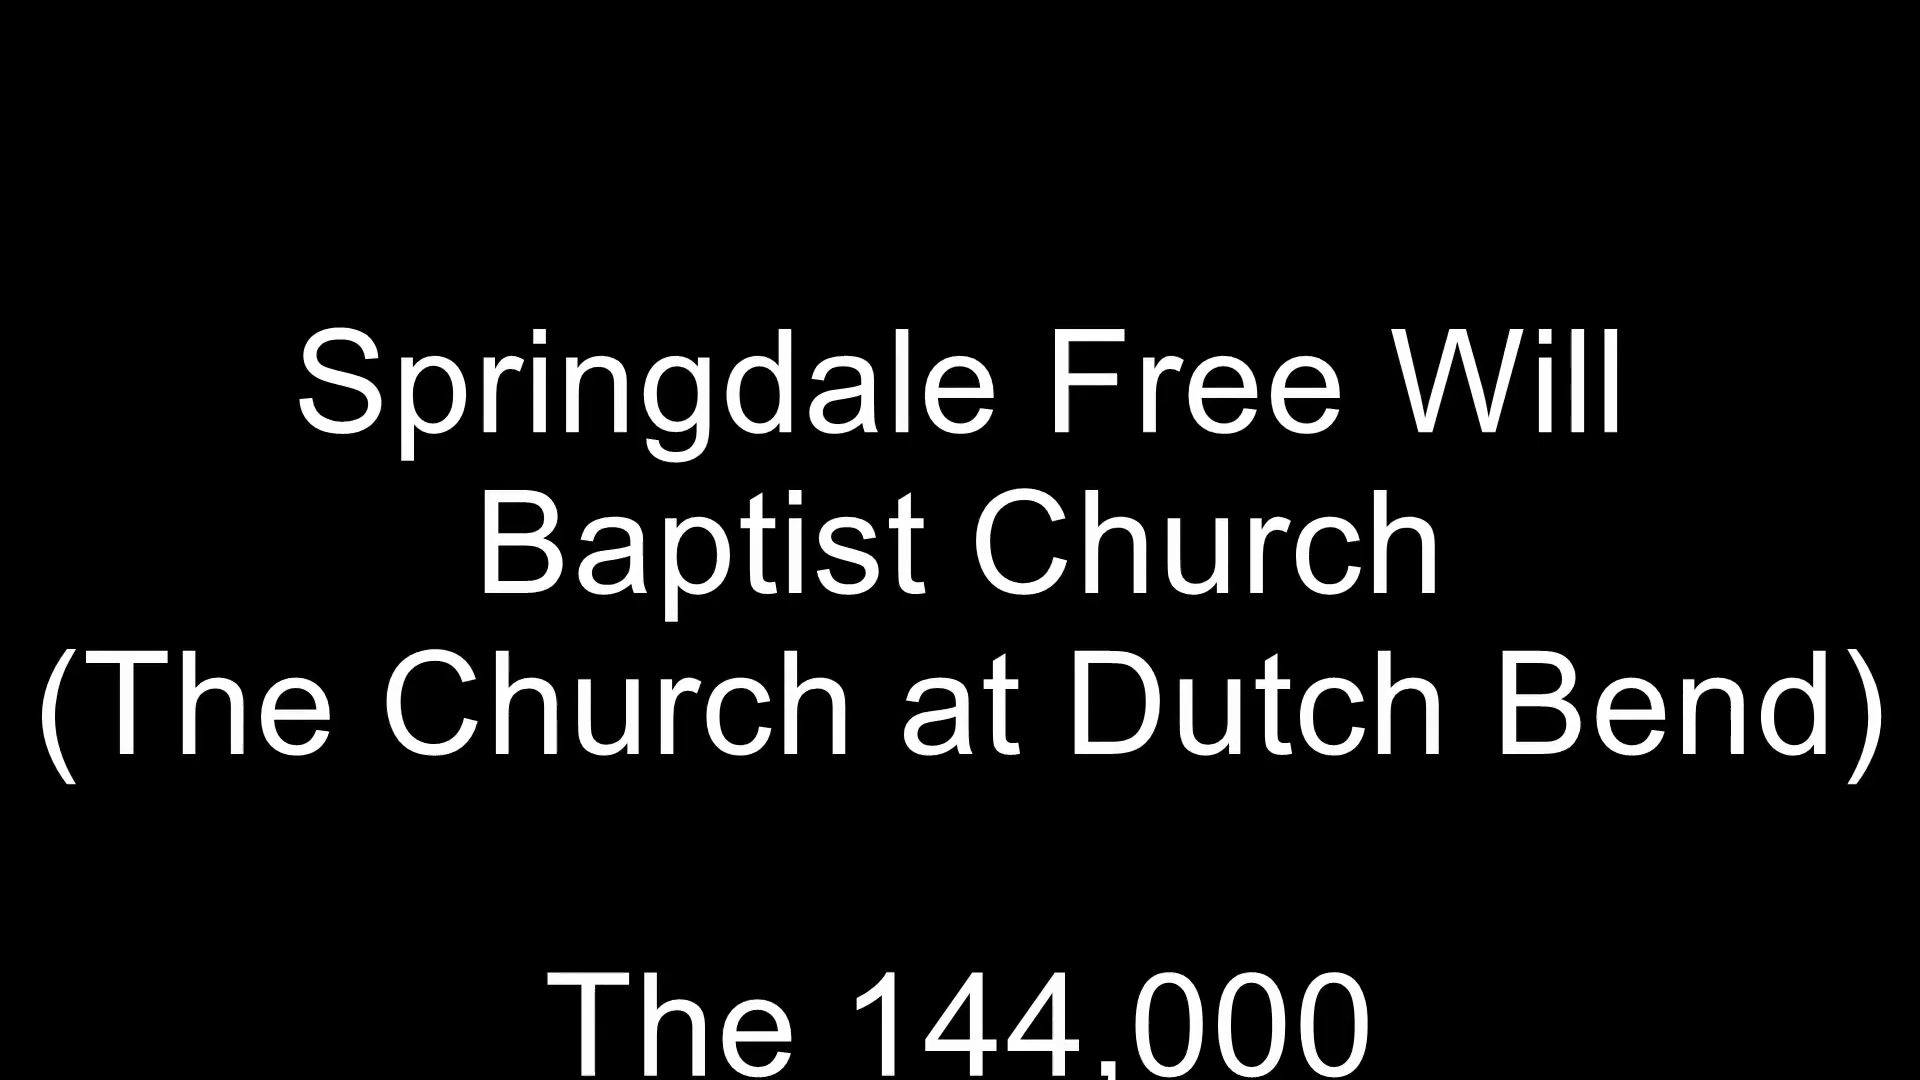 Springdale Free Will
Baptist Church
(The Church at Dutch Bend)
The 144,000